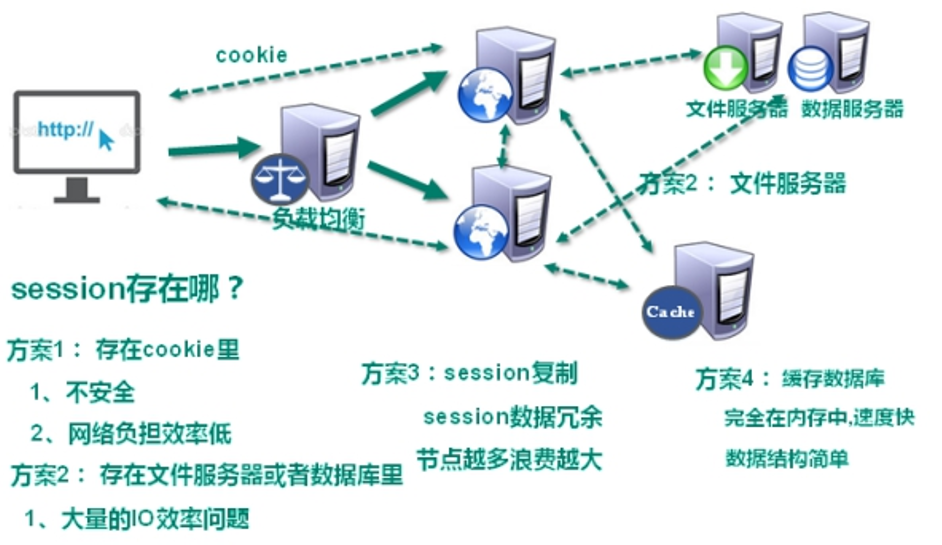 cookie
http://
文件服务器
数据服务器
负载均衡
方案2： 文件服务器
Cache
session存在哪？
方案1： 存在cookie里
1、不安全
2、网络负担效率低
方案2： 存在文件服务器或者数据库里
1、大量的IO效率问题
方案3：session复制
session数据冗余
节点越多浪费越大
方案4： 缓存数据库
完全在内存中,速度快
数据结构简单